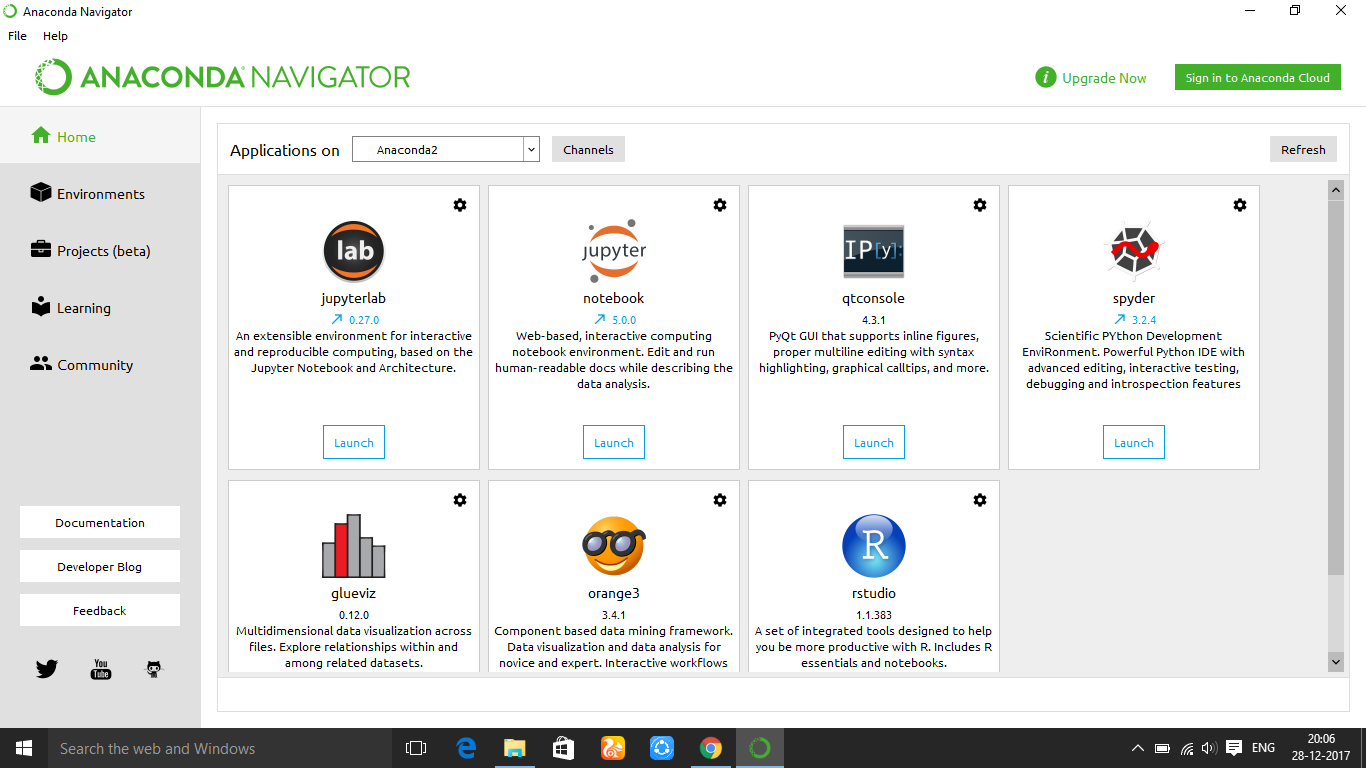 Anaconda Navigator
File Help
ANACONDA NAVIGATOR
Upgrade Now
Sign in to Anaconda Cloud
Home
Environments
Projects (beta)
Learning
Community
Documentation
Developer Blog
Feedback
You
Tube
Applications on
Anaconda2
Channels
Refresh
lab
jupyterlab
0.27.0
An extensible environment for interactive
and reproducible computing, based on the
Jupyter Notebook and Architecture.
Launch
jupyter
notebook
5.0.0
Web-based, interactive computing
notebook environment. Edit and run
human-readable docs while describing the
data analysis.
Launch
IP[y]:
qtconsole
4.3.1
PyQt GUI that supports inline figures,
proper multiline editing with syntax
highlighting, graphical calltips, and more.
Launch
spyder
3.2.4
Scientific PYthon Development
EnviRonment. Powerful Python IDE with
advanced editing, interactive testing,
debugging and introspection features
Launch
glueviz
0.12.0
Multidimensional data visualization across
files. Explore relationships within and
among related datasets.
orange3
3.4.1
Component based data mining framework.
Data visualization and data analysis for
novice and expert. Interactive workflows
R
rstudio
1.1.383
A set of integrated tools designed to help
you be more productive with R. Includes R
essentials and notebooks.
Search the web and Windows
ENG
20:06
28-12-2017